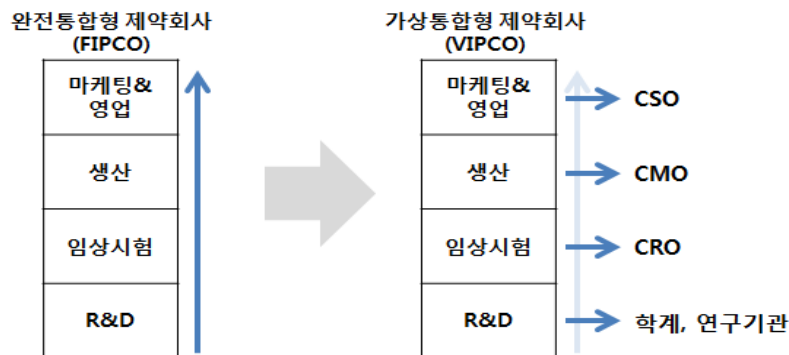 완전통합형 제약회사
(FIPCO)
마케팅&
영업
생산
임상시험
R&D
가상통합형 제약회사
(VIPCO)
마케팅&
영업
CSO
생산
CMO
임상시험
CRO
R&D
학계, 연구기관